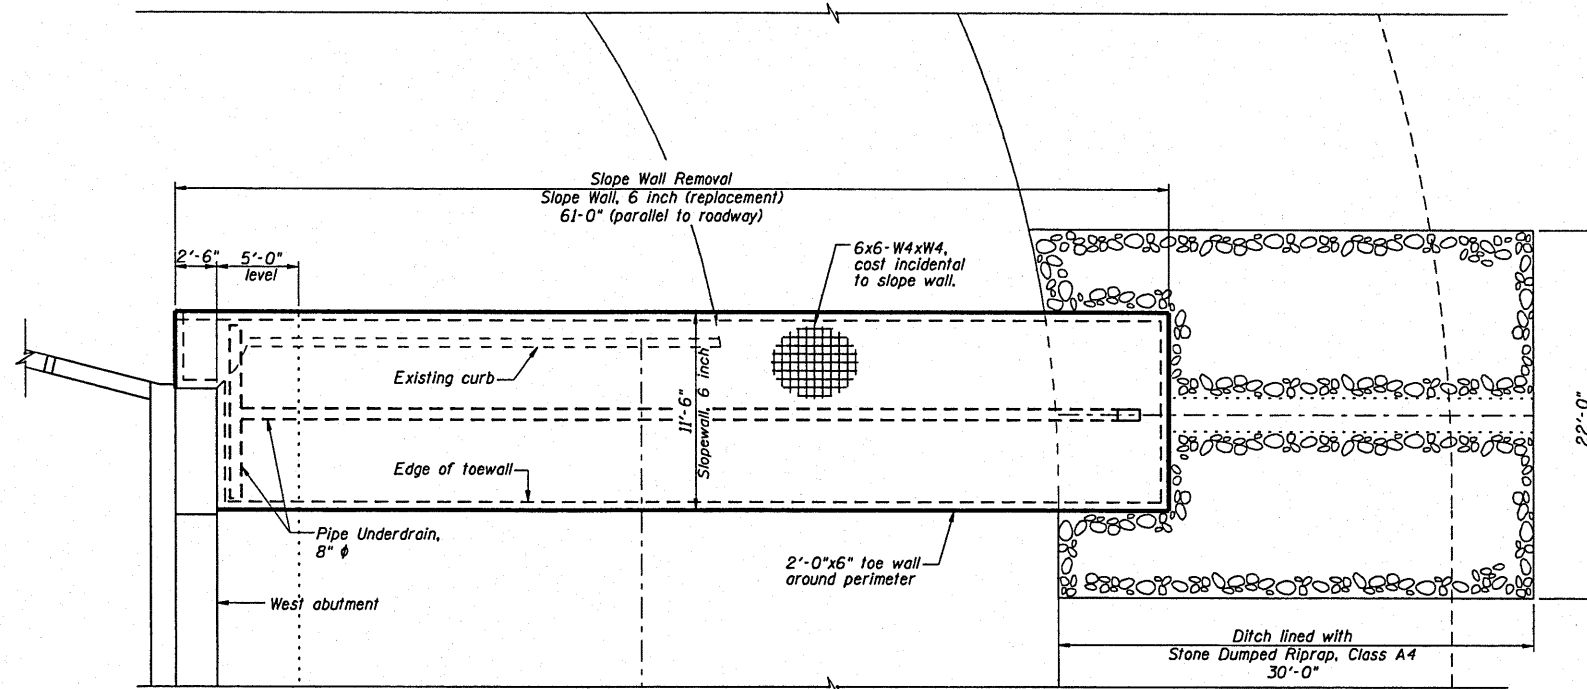 Slope Wall Removal
Slope Wall, 6 inch (replacement)
61-0" (parallel to roadway)
2'-6"
5'-0"
level
6x6-W4xW4,
cost incidental
to slope wall.
Existing curb
11'-6"
Slopewall, 6 inch
22'-0"
Edge of toewall
Pipe Underdrain,
8" ϕ
2'-0"x6" toe wall
around perimeter
West abutment
Ditch lined with
Stone Dumped Riprap, Class A4
30'-0"